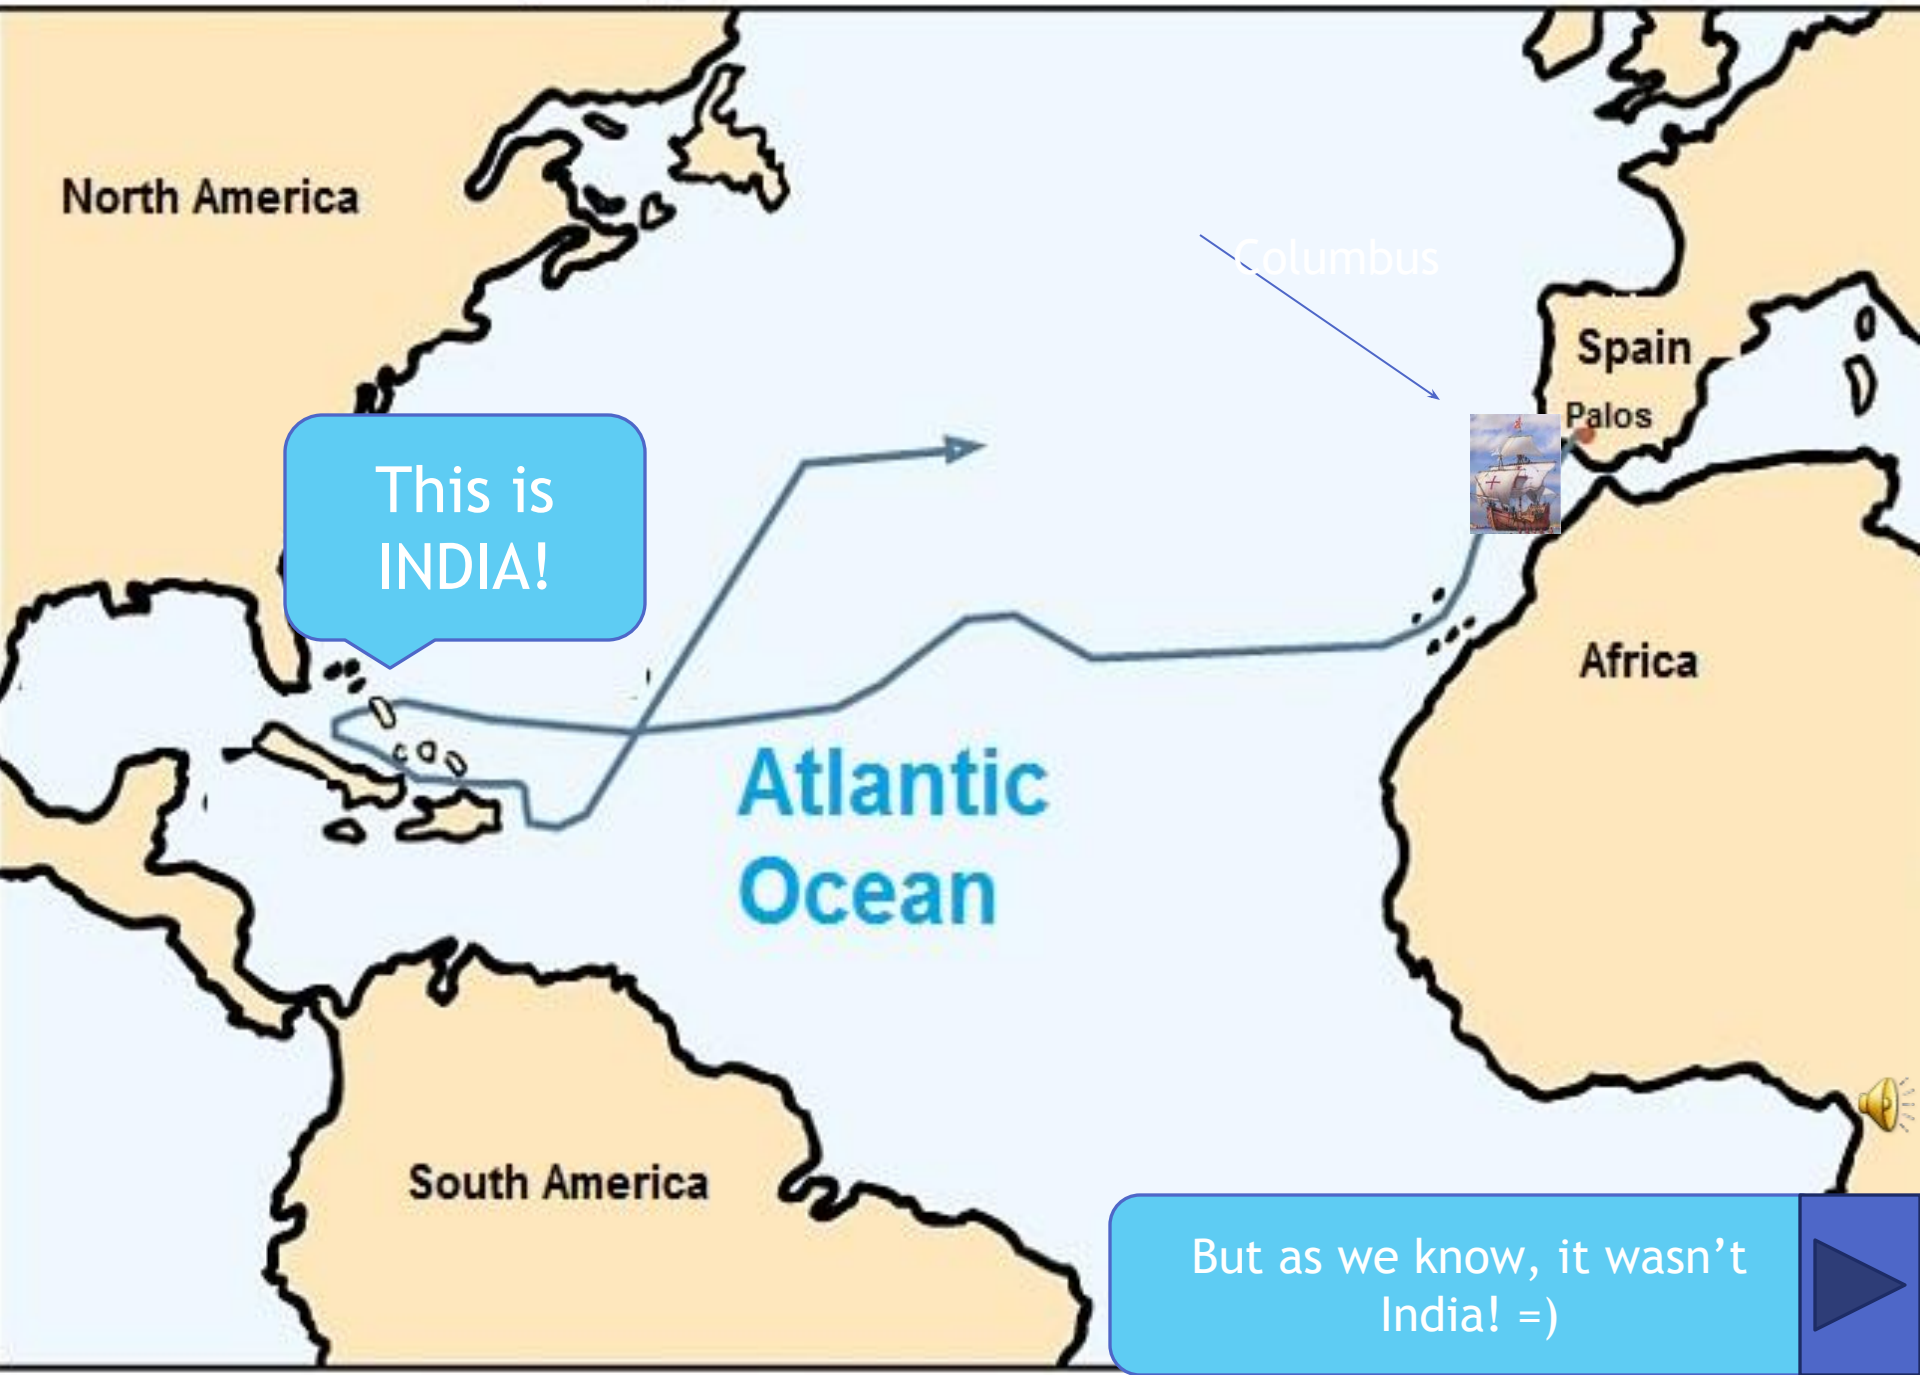 North America
Columbus
Spain
Palos
This is
INDIA!
Africa
Atlantic
Ocean
South America
But as we know, it wasn’t
India! =)